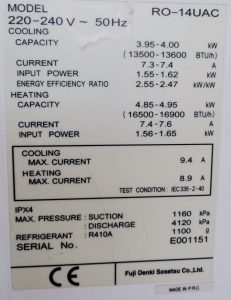 MODEL RO-14UAC
220-240 V ~ 50Hz
COOLING
CAPACITY 3.95-4.00 kW
(13500-13600 BTU/h)
CURRENT 7.3-7.4 A
INPUT POWER 1.55-1.62 kW
ENERGY EFFICIENCY RATIO 2.55-2.47 kW/kW
HEATING
CAPACITY 4.85-4.95 kW
(16500-16900 BTU/h)
CURRENT 7.4-7.6 A
INPUT POWER 1.56-1.65 kW
COOLING
MAX. CURRENT 9.4 A
HEATING
MAX. CURRENT 8.9 A
TEST CONDITION : IEC335-2-40
IPX4
MAX. PRESSURE : SUCTION 1160 kPa
: DISCHARGE 4120 kPa
REFRIGERANT : R410A 1100 g
SERIAL No. E001151
CE Fuji Denki Sosetsu Co.,Ltd.
MADE IN P.R.C.